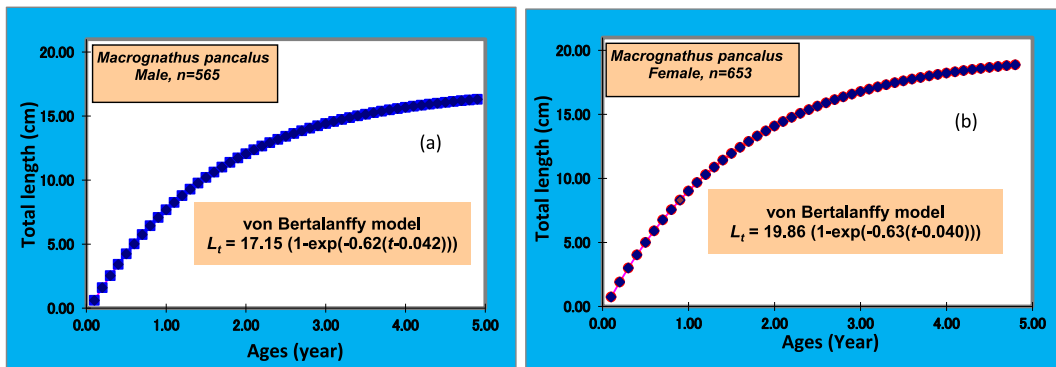 Macrognathus pancalus
Male, n=565
Total length (cm)
20.00
15.00
10.00
5.00
0.00
(a)
von Bertalanffy model
Lt = 17.15 (1-exp(-0.62(t-0.042)))
0.00 1.00 2.00 3.00 4.00 5.00
Ages (year)
Macrognathus pancalus
Female, n=653
Total length (cm)
20.00
15.00
10.00
5.00
0.00
(b)
von Bertalanffy model
Lt = 19.86 (1-exp(-0.63(t-0.040)))
0.00 1.00 2.00 3.00 4.00 5.00
Ages (Year)